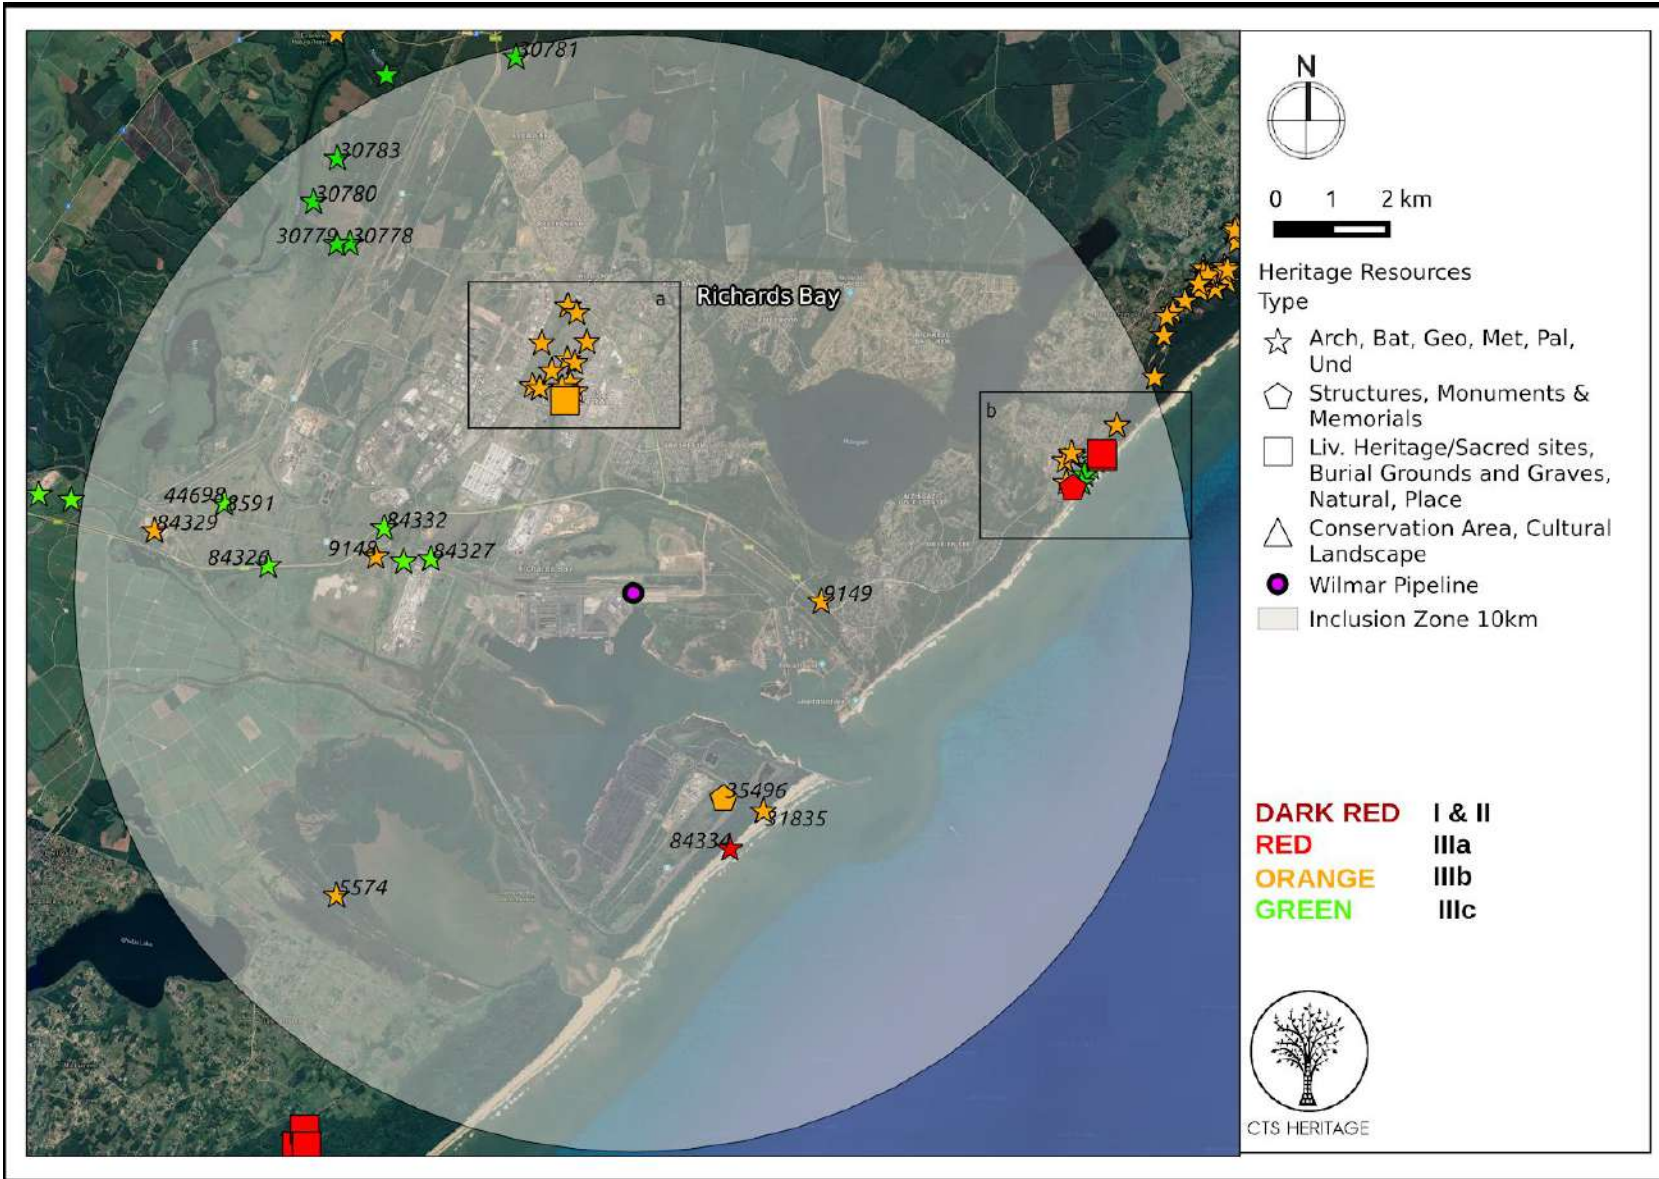 30781
30783
30780
30779
30778
a
Richards Bay
b
44698
8591
84329
84332
84326
9148
84327
Richards Bay
9149
35496
31835
84334
5574
N
0 1 2 km
Heritage Resources
Type
Arch, Bat, Geo, Met, Pal,
Und
Structures, Monuments &
Memorials
Liv. Heritage/Sacred sites,
Burial Grounds and Graves,
Natural, Place
Conservation Area, Cultural
Landscape
Wilmar Pipeline
Inclusion Zone 10km
DARK RED I & II
RED IIIa
ORANGE IIIb
GREEN IIIc
CTS HERITAGE